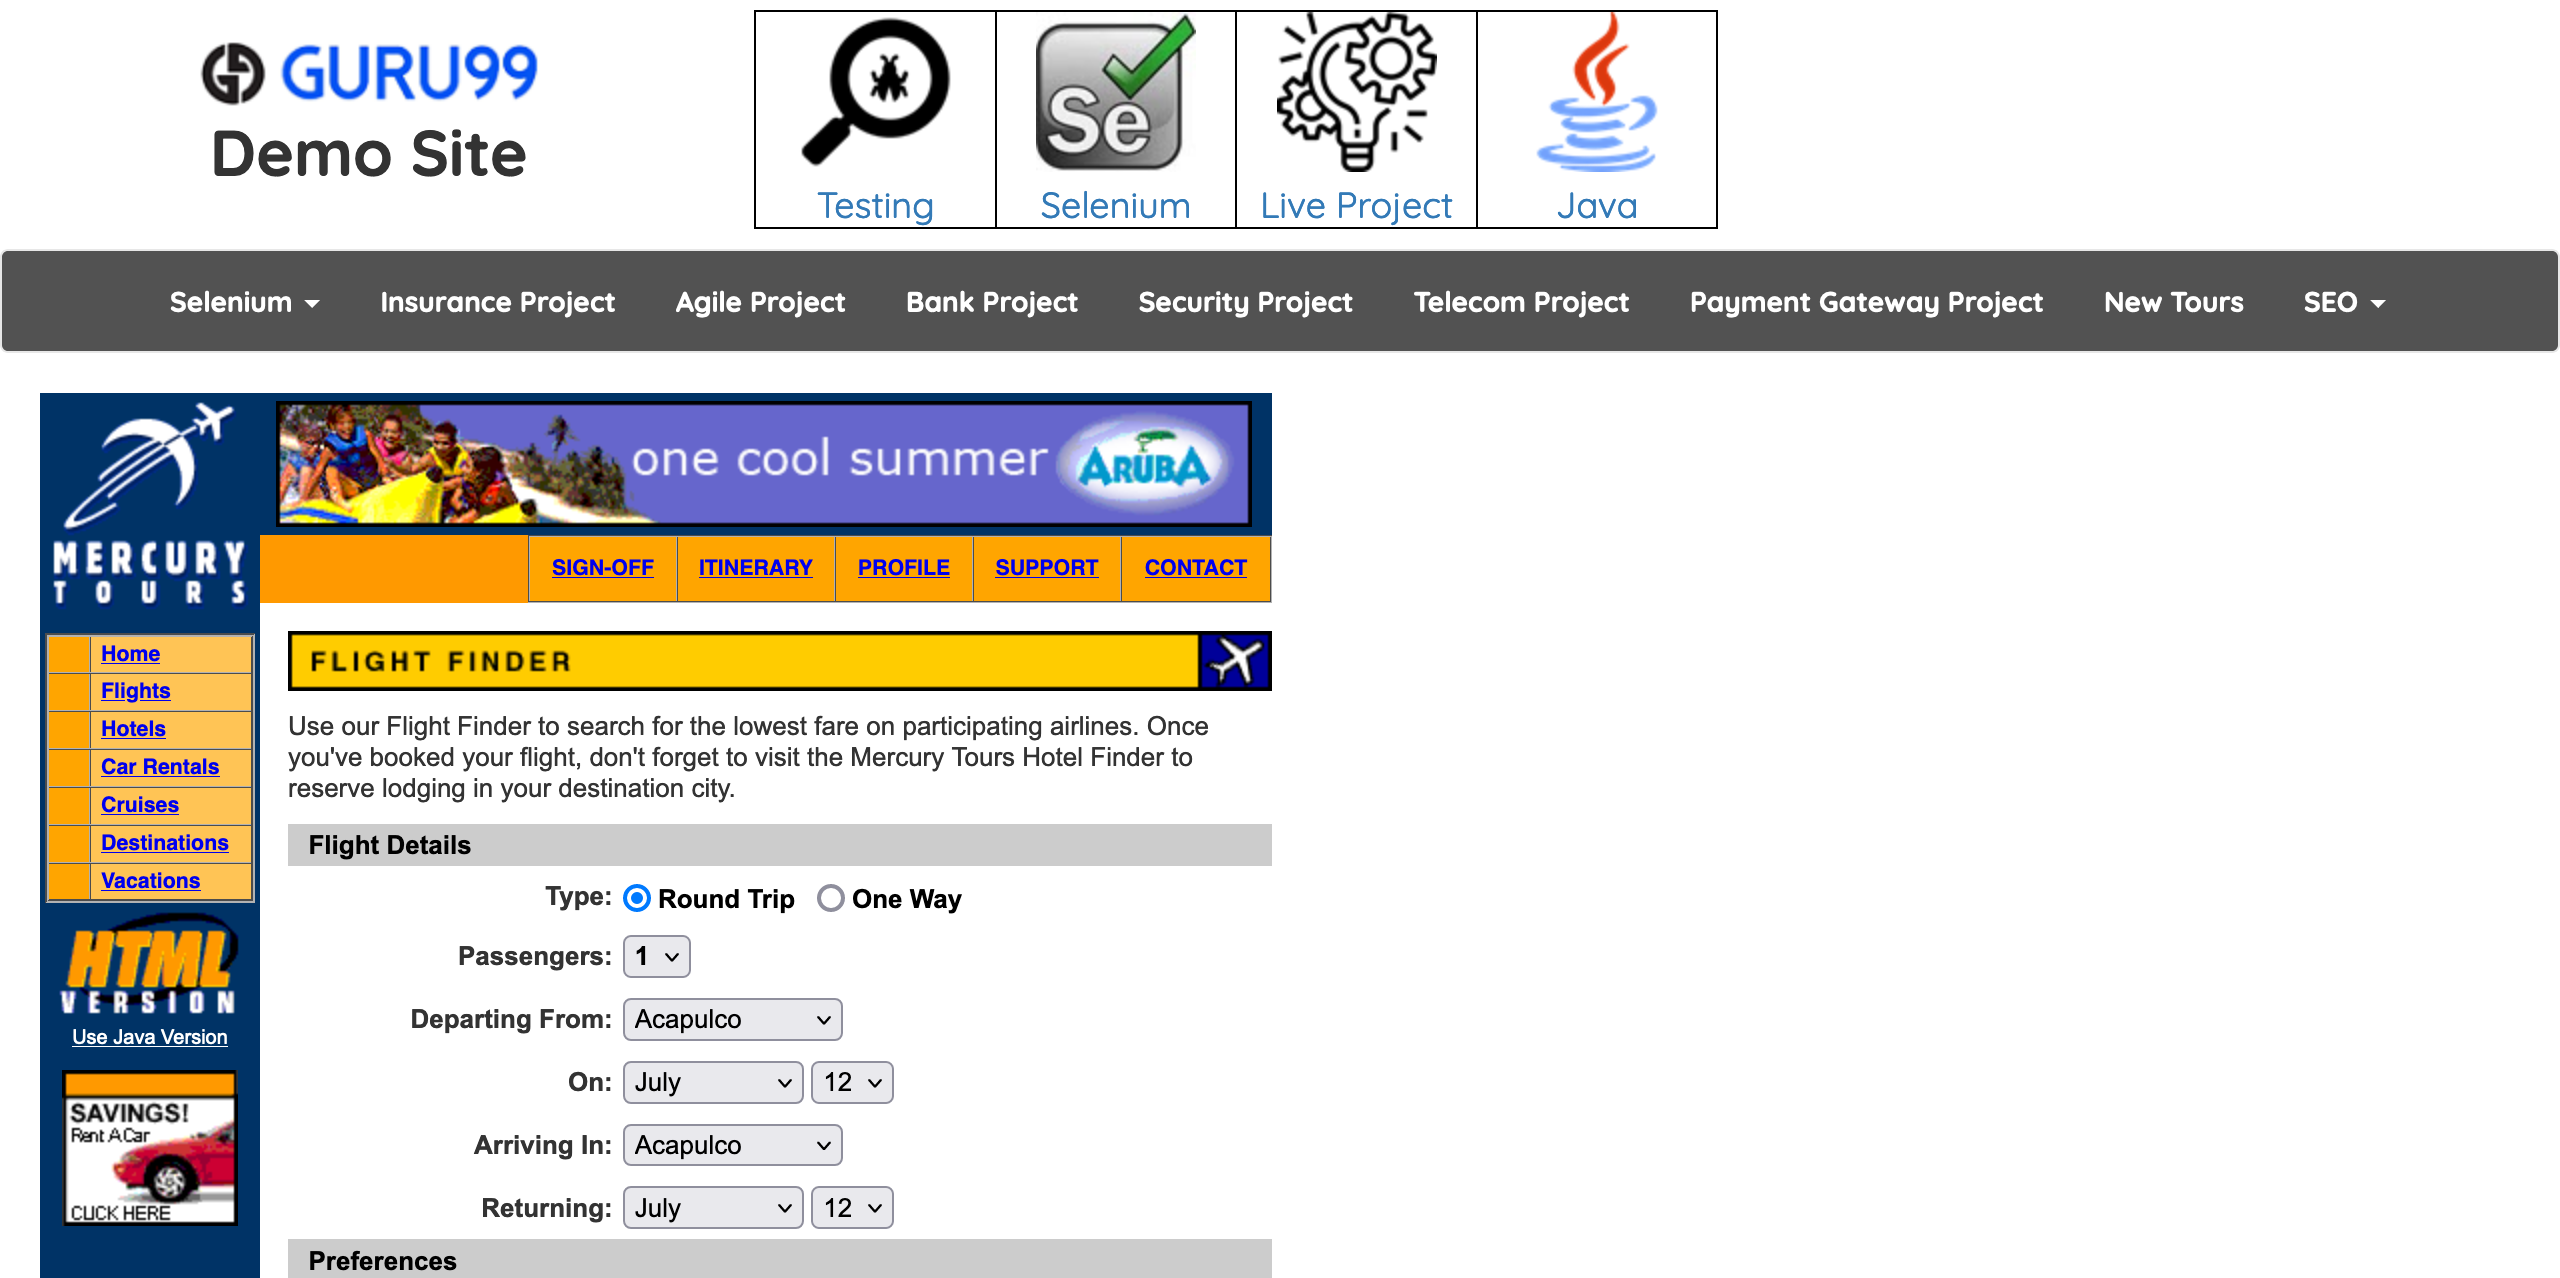 GURU99
Demo Site
Testing
Se
Selenium
Live Project
Java
Selenium
Insurance Project
Agile Project
Bank Project
Security Project
Telecom Project
Payment Gateway Project
New Tours
SEO
one cool summer
ARUBA
MERCURY
TOURS
SIGN-OFF
ITINERARY
PROFILE
SUPPORT
CONTACT
Home
Flights
Hotels
Car Rentals
Cruises
Destinations
Vacations
HTML
VERSION
Use Java Version
SAVINGS!
Rent A Car
CLICK HERE
FLIGHT FINDER
Use our Flight Finder to search for the lowest fare on participating airlines. Once
you've booked your flight, don't forget to visit the Mercury Tours Hotel Finder to
reserve lodging in your destination city.
Flight Details
Type: Round Trip One Way
Passengers: 1
Departing From: Acapulco
On: July 12
Arriving In: Acapulco
Returning: July 12
Preferences